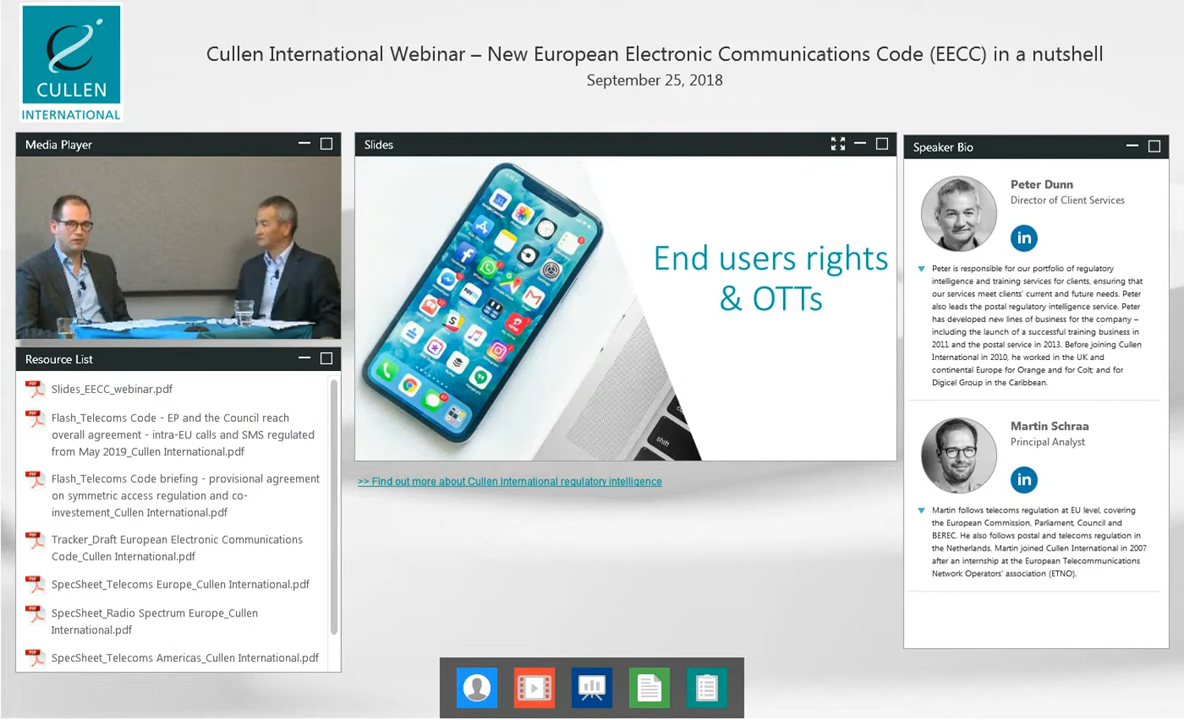 CULLEN
INTERNATIONAL
Cullen International Webinar – New European Electronic Communications Code (EECC) in a nutshell
September 25, 2018
Media Player
Resource List
Slides_EECC_webinar.pdf
Flash_Telecoms Code - EP and the Council reach
overall agreement - intra-EU calls and SMS regulated
from May 2019_Cullen International.pdf
Flash_Telecoms Code briefing - provisional agreement
on symmetric access regulation and co-
investement_Cullen International.pdf
Tracker_Draft European Electronic Communications
Code_Cullen International.pdf
SpecSheet_Telecoms Europe_Cullen International.pdf
SpecSheet_Radio Spectrum Europe_Cullen
International.pdf
SpecSheet_Telecoms Americas_Cullen International.pdf
Slides
End users rights
& OTTs
shift
>> Find out more about Cullen International regulatory intelligence
Speaker Bio
Peter Dunn
Director of Client Services
in
Peter is responsible for our portfolio of regulatory
intelligence and training services for clients, ensuring that
our services meet clients' current and future needs. Peter
also leads the postal regulatory intelligence service. Peter
has developed new lines of business for the company –
including the launch of a successful training business in
2011 and the postal service in 2013. Before joining Cullen
International in 2010, he worked in the UK and
continental Europe for Orange and for Colt; and for
Digicel Group in the Caribbean.
Martin Schraa
Principal Analyst
in
Martin follows telecoms regulation at EU level, covering
the European Commission, Parliament, Council and
BEREC. He also follows postal and telecoms regulation in
the Netherlands. Martin joined Cullen International in 2007
after an internship at the European Telecommunications
Network Operators' association (ETNO).